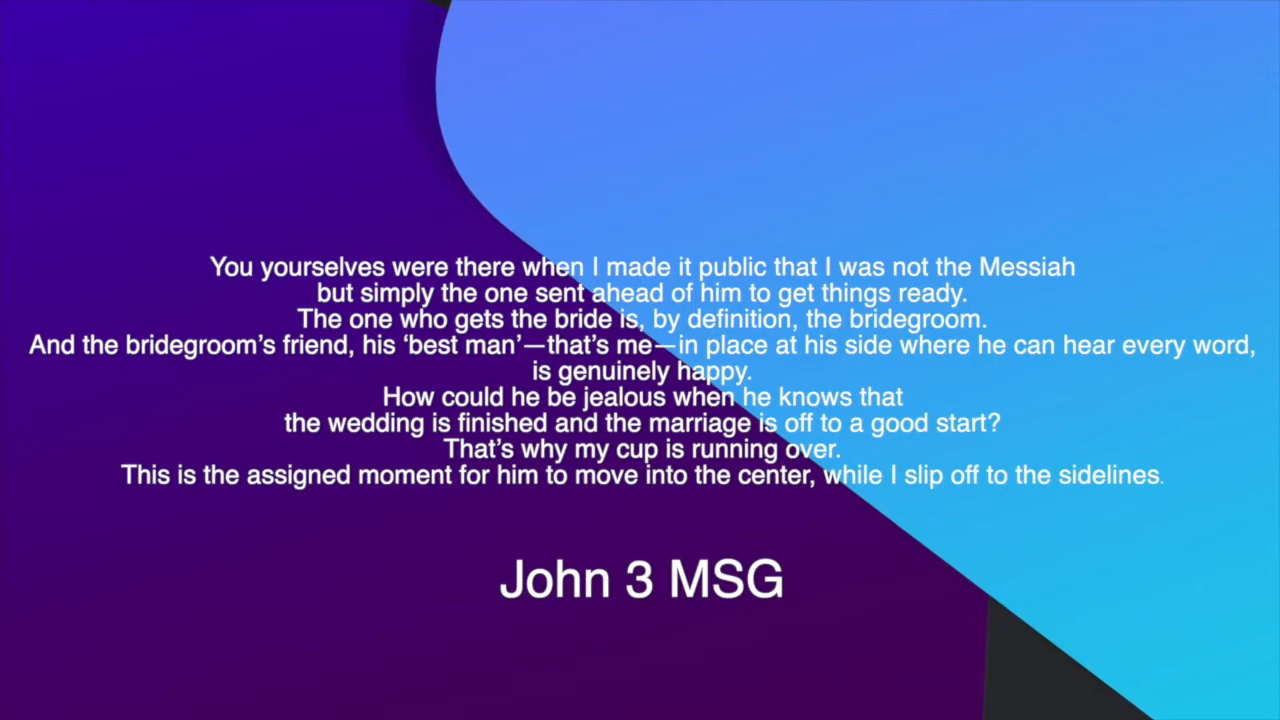 You yourselves were there when I made it public that I was not the Messiah
but simply the one sent ahead of him to get things ready.
The one who gets the bride is, by definition, the bridegroom.
And the bridegroom’s friend, his ‘best man’—that’s me—in place at his side where he can hear every word,
is genuinely happy.
How could he be jealous when he knows that
the wedding is finished and the marriage is off to a good start?
That’s why my cup is running over.
This is the assigned moment for him to move into the center, while I slip off to the sidelines.
John 3 MSG